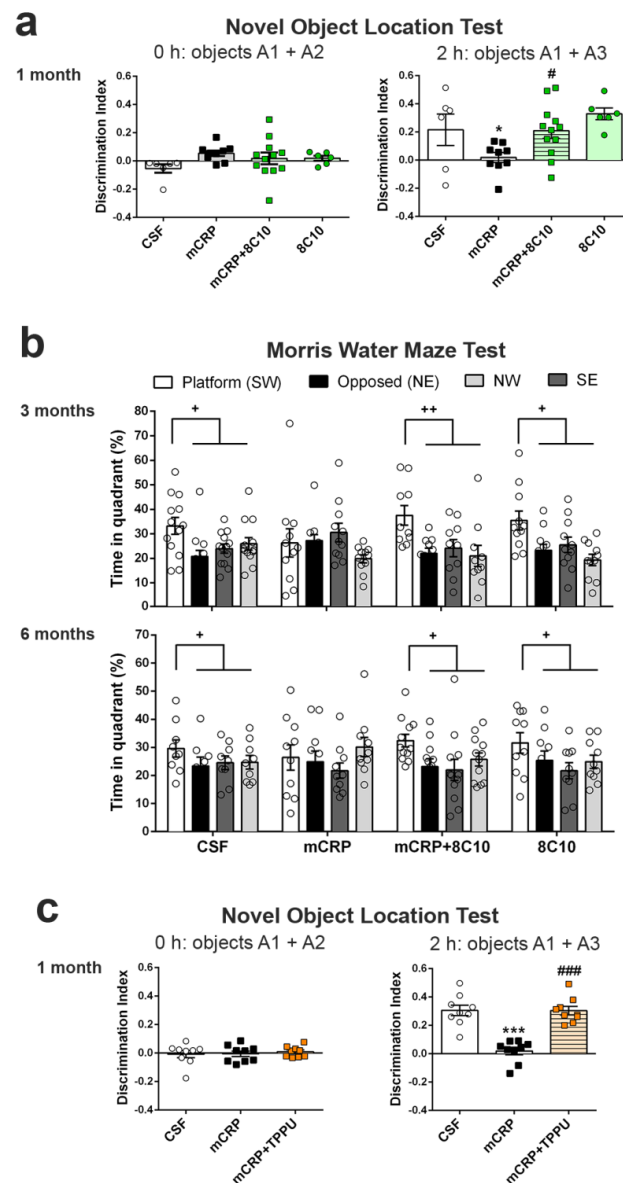 a
Novel Object Location Test
0 h: objects A1 + A2
2 h: objects A1 + A3
1 month
Discrimination Index
0.6
0.4
0.2
0.0
-0.2
-0.4
CSF
mCRP
mCRP+8C10
8C10
Discrimination Index
0.6
0.4
0.2
0.0
-0.2
-0.4
*
#
CSF
mCRP
mCRP+8C10
8C10
b
Morris Water Maze Test
Platform (SW)
Opposed (NE)
NW
SE
3 months
Time in quadrant (%)
80
70
60
50
40
30
20
10
0
+
++
+
6 months
Time in quadrant (%)
70
60
50
40
30
20
10
0
+
+
+
CSF
mCRP
mCRP+8C10
8C10
c
Novel Object Location Test
0 h: objects A1 + A2
2 h: objects A1 + A3
1 month
Discrimination Index
0.6
0.4
0.2
0.0
-0.2
-0.4
CSF
mCRP
mCRP+TPPU
Discrimination Index
0.6
0.4
0.2
0.0
-0.2
-0.4
***
###
CSF
mCRP
mCRP+TPPU